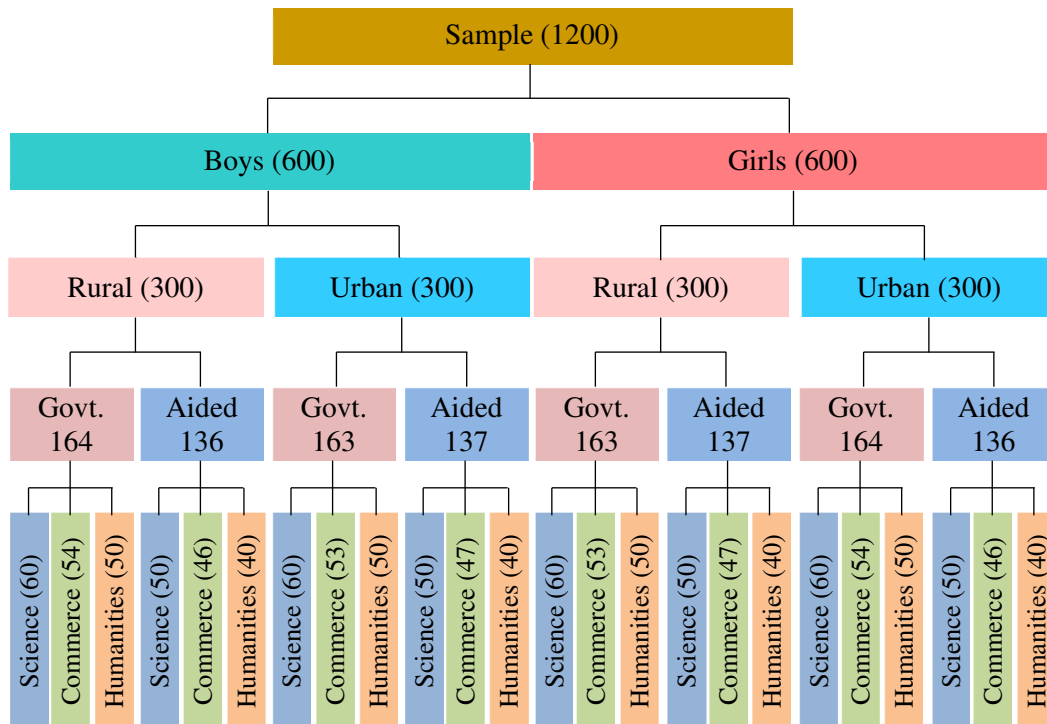 Sample (1200)
Boys (600)
Girls (600)
Rural (300)
Urban (300)
Rural (300)
Urban (300)
Govt.
164
Aided
136
Govt.
163
Aided
137
Govt.
163
Aided
137
Govt.
164
Aided
136
Science (60)
Commerce (54)
Humanities (50)
Science (50)
Commerce (46)
Humanities (40)
Science (60)
Commerce (53)
Humanities (50)
Science (50)
Commerce (47)
Humanities (40)
Science (60)
Commerce (53)
Humanities (50)
Science (50)
Commerce (47)
Humanities (40)
Science (60)
Commerce (54)
Humanities (50)
Science (50)
Commerce (46)
Humanities (40)